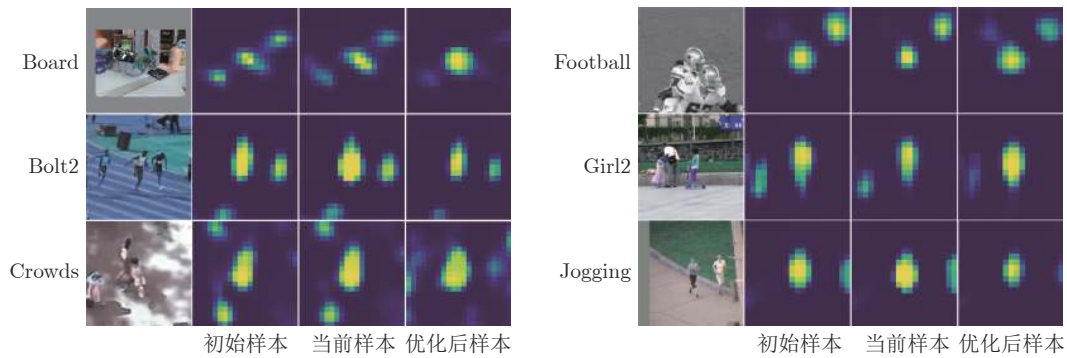 Board
Bolt2
Crowds
初始样本 当前样本 优化后样本
Football
Girl2
Jogging
初始样本 当前样本 优化后样本